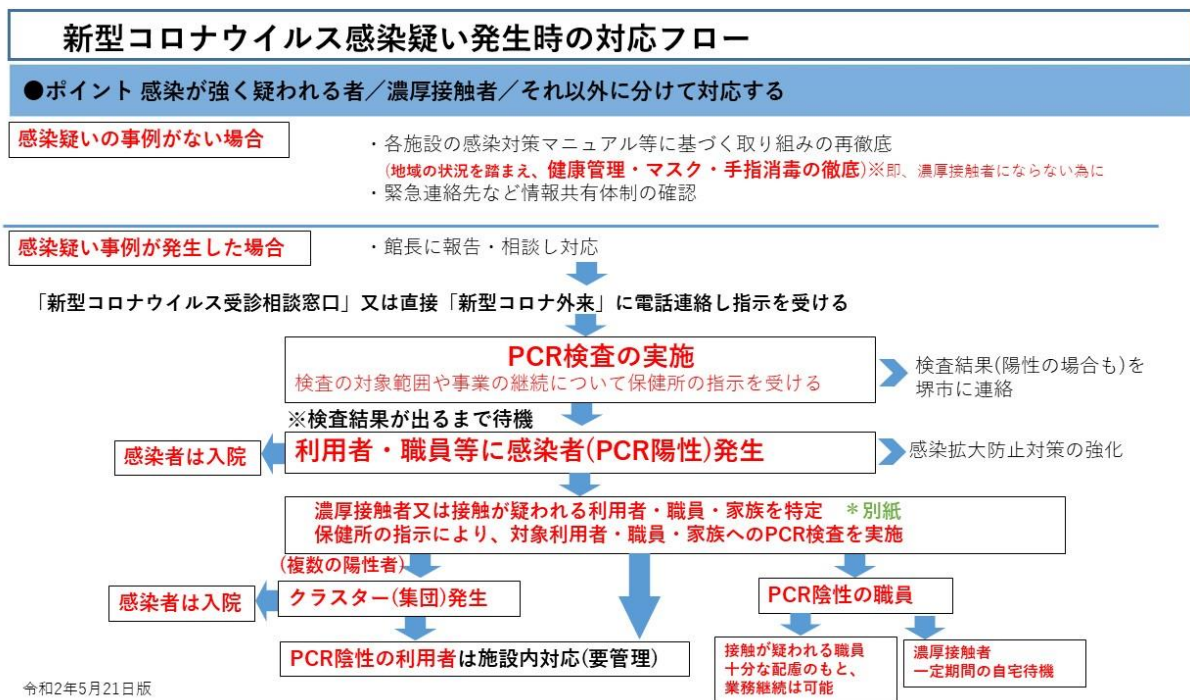 新型コロナウイルス感染疑い発生時の対応フロー
●ポイント 感染が強く疑われる者／濃厚接触者／それ以外に分けて対応する
感染疑いの事例がない場合
・各施設の感染対策マニュアル等に基づく取り組みの再徹底
(地域の状況を踏まえ、健康管理・マスク・手指消毒の徹底)※即、濃厚接触者にならない為に
・緊急連絡先など情報共有体制の確認
感染疑い事例が発生した場合
・館長に報告・相談し対応
「新型コロナウイルス受診相談窓口」又は直接「新型コロナ外来」に電話連絡し指示を受ける
PCR検査の実施
検査の対象範囲や事業の継続について保健所の指示を受ける
検査結果(陽性の場合も)を
堺市に連絡
※検査結果が出るまで待機
感染者は入院
利用者・職員等に感染者(PCR陽性)発生
感染拡大防止対策の強化
濃厚接触者又は接触が疑われる利用者・職員・家族を特定　＊別紙
保健所の指示により、対象利用者・職員・家族へのPCR検査を実施
(複数の陽性者)
感染者は入院
クラスター(集団)発生
PCR陰性の職員
PCR陰性の利用者は施設内対応(要管理)
接触が疑われる職員
十分な配慮のもと、
業務継続は可能
濃厚接触者
一定期間の自宅待機
令和2年5月21日版